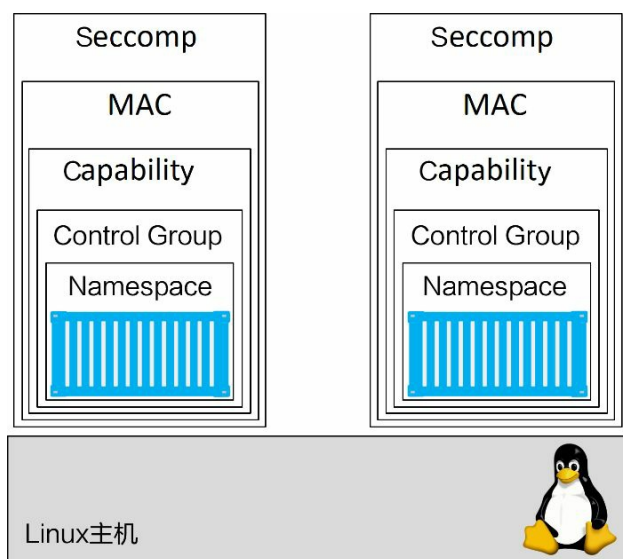 Seccomp
MAC
Capability
Control Group
Namespace
Seccomp
MAC
Capability
Control Group
Namespace
Linux主机